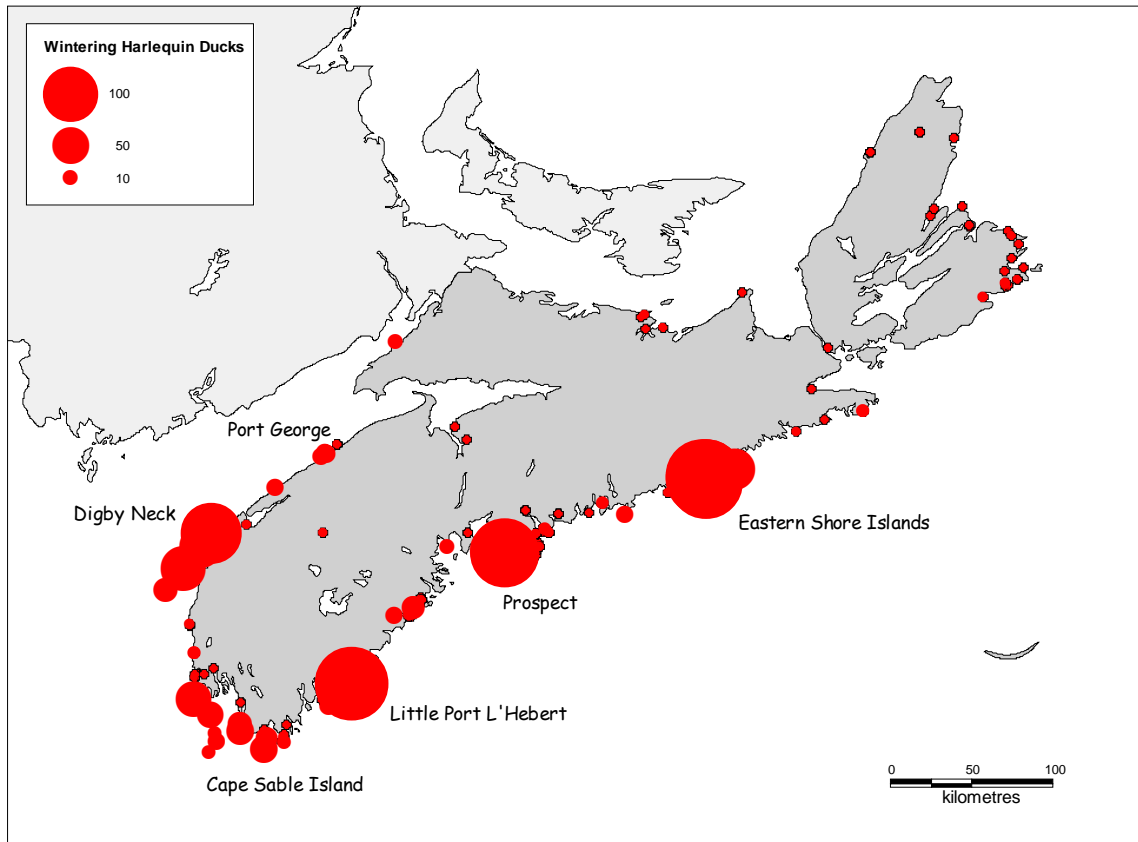 Wintering Harlequin Ducks
100
50
10
Port George
Digby Neck
Eastern Shore Islands
Prospect
Little Port L'Hebert
Cape Sable Island
0 50 100
kilometres